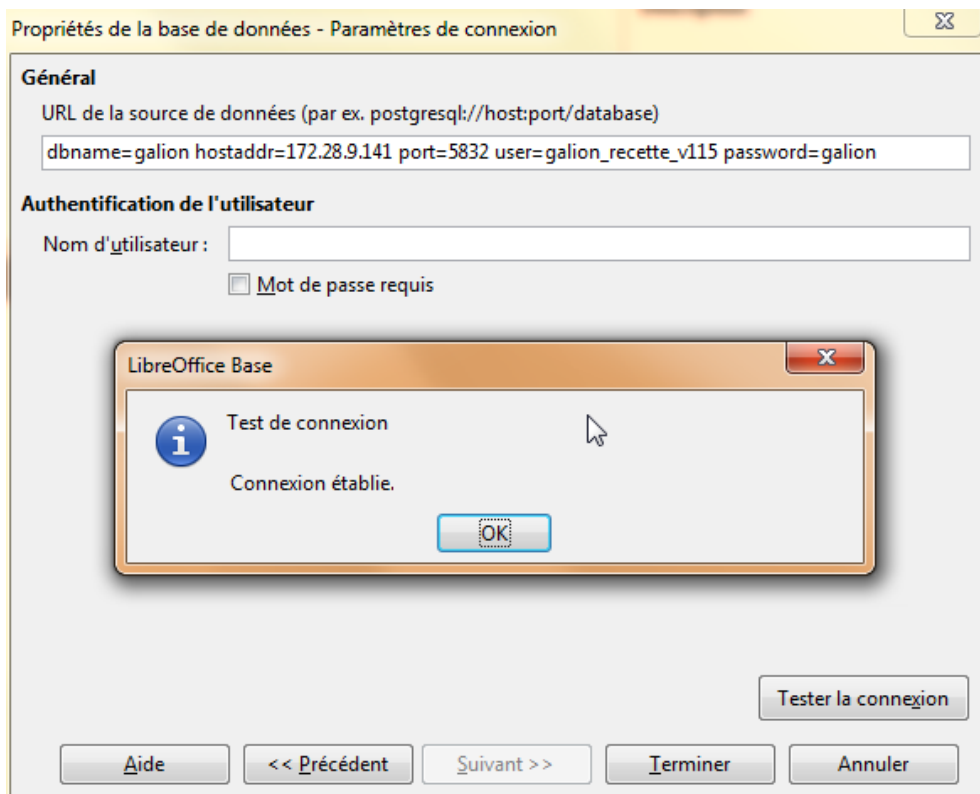 Propriétés de la base de données - Paramètres de connexion
Général
URL de la source de données (par ex. postgresql://host:port/database)
dbname=galion hostaddr=172.28.9.141 port=5832 user=galion_recette_v115 password=galion
Authentification de l'utilisateur
Nom d'utilisateur :
Mot de passe requis
LibreOffice Base
Test de connexion
Connexion établie.
OK
Tester la connexion
Aide
<< Précédent
Suivant >>
Terminer
Annuler